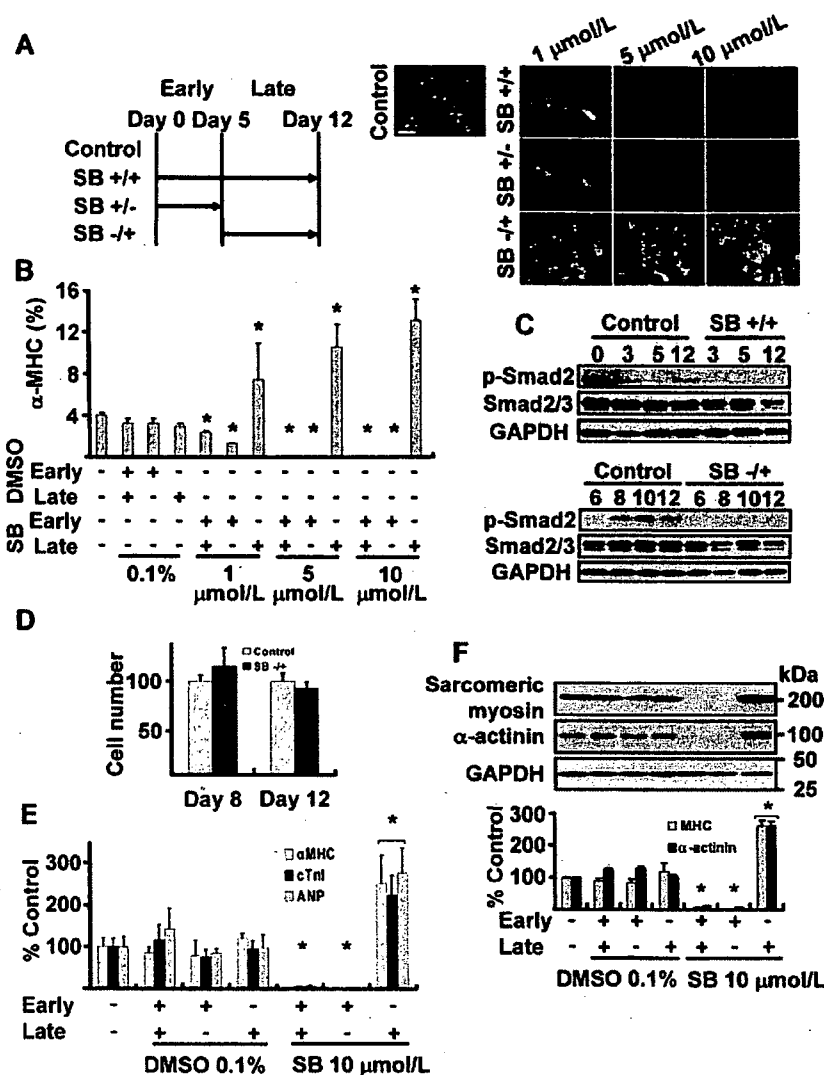 A
Early Late
Day 0 Day 5 Day 12
Control
SB +/+
SB +/-
SB -/+
Control
1 μmol/L 5 μmol/L 10 μmol/L
SB +/+
SB +/-
SB -/+
B
α-MHC (%)
16
12
8
4
* * * * * * * * *
DMSO
Early - + + - - - - - - - - - -
Late - + - + - - - - - - - - -
SB
Early - - - - + + - + + - + + -
Late - - - - + - + + - + + - +
0.1% 1 μmol/L 5 μmol/L 10 μmol/L
C
Control SB +/+
0 3 5 12 3 5 12
p-Smad2
Smad2/3
GAPDH
Control SB -/+
6 8 10 12 6 8 10 12
p-Smad2
Smad2/3
GAPDH
D
Cell number
100
50
Control
SB -/+
Day 8 Day 12
E
% Control
300
200
100
αMHC
cTnI
ANP
* * *
Early - + + - + + -
Late - + - + + - +
DMSO 0.1% SB 10 μmol/L
F
kDa
Sarcomeric myosin
200
α-actinin
100
GAPDH
50
25
% Control
300
200
100
MHC
α-actinin
* * *
Early - + + - + + -
Late - + - + + - +
DMSO 0.1% SB 10 μmol/L